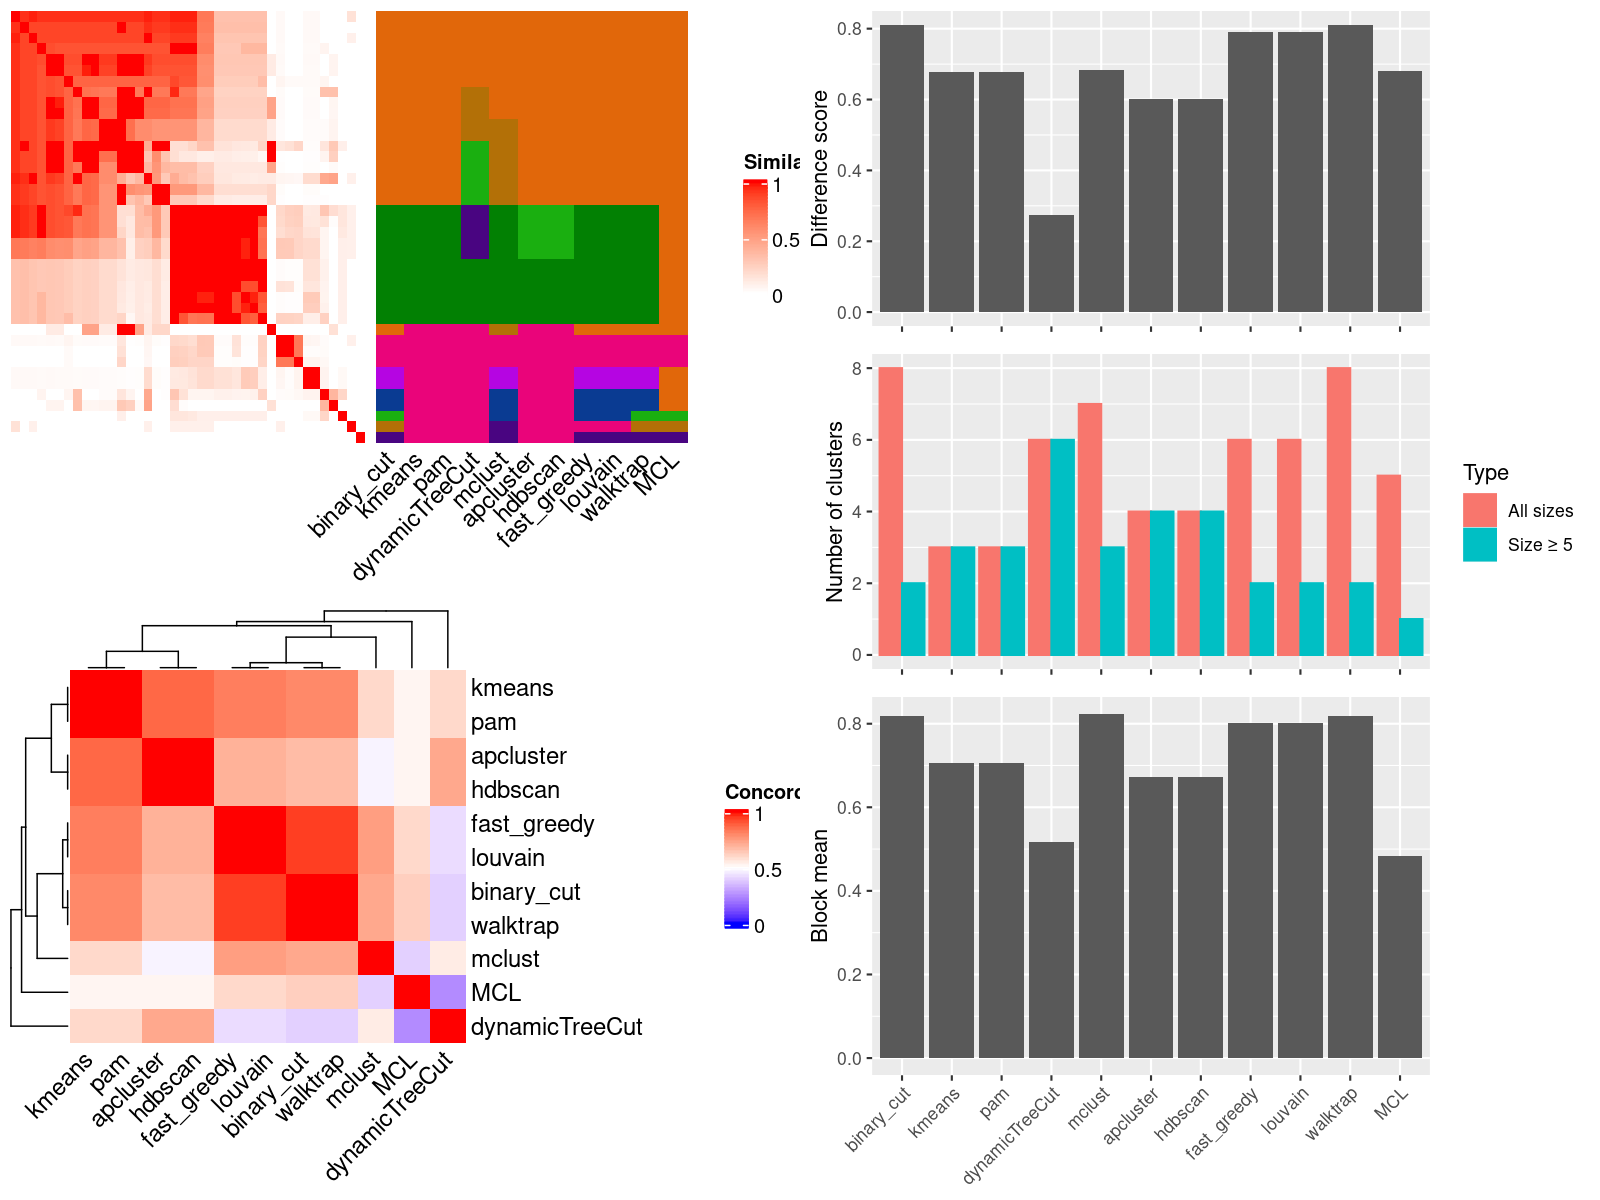 Simila
1
0.5
0
binary_cut
kmeans
pam
dynamicTreeCut
mclust
apcluster
hdbscan
fast_greedy
louvain
walktrap
MCL
kmeans
pam
apcluster
hdbscan
fast_greedy
louvain
binary_cut
walktrap
mclust
MCL
dynamicTreeCut
kmeans
pam
apcluster
hdbscan
fast_greedy
louvain
binary_cut
walktrap
mclust
MCL
dynamicTreeCut
Concord
1
0.5
0
Difference score
0.8
0.6
0.4
0.2
0.0
Number of clusters
8
6
4
2
0
Type
All sizes
Size ≥ 5
Block mean
0.8
0.6
0.4
0.2
0.0
binary_cut
kmeans
pam
dynamicTreeCut
mclust
apcluster
hdbscan
fast_greedy
louvain
walktrap
MCL